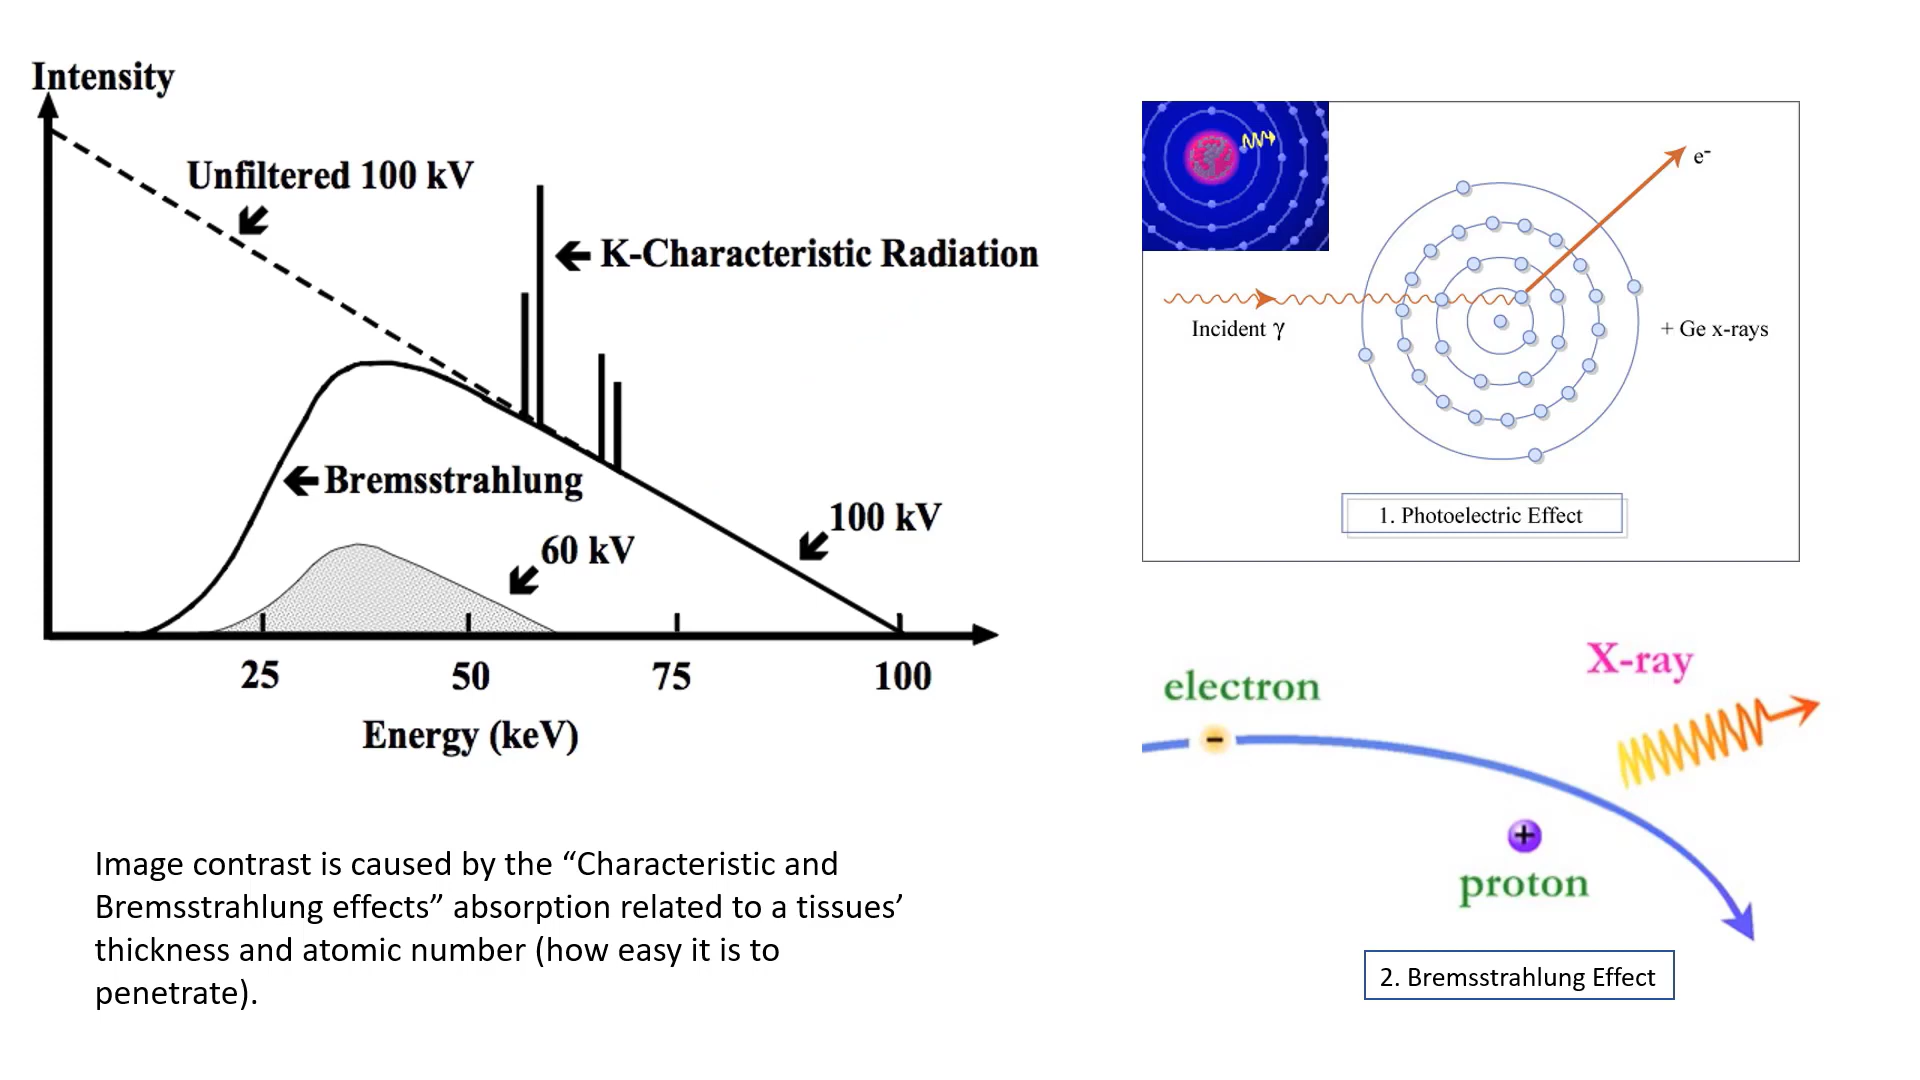 Intensity
Unfiltered 100 kV
K-Characteristic Radiation
Bremsstrahlung
100 kV
60 kV
25 50 75 100
Energy (keV)
Image contrast is caused by the “Characteristic and
Bremsstrahlung effects” absorption related to a tissues’
thickness and atomic number (how easy it is to
penetrate).
e-
Incident γ
+ Ge x-rays
1. Photoelectric Effect
X-ray
electron
-
+
proton
2. Bremsstrahlung Effect